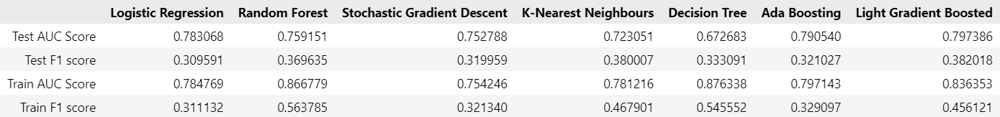 Logistic Regression Random Forest Stochastic Gradient Descent K-Nearest Neighbours Decision Tree Ada Boosting Light Gradient Boosted
Test AUC Score 0.783068 0.759151 0.752788 0.723051 0.672683 0.790540 0.797386
Test F1 score 0.309591 0.369635 0.319959 0.380007 0.333091 0.321027 0.382018
Train AUC Score 0.784769 0.866779 0.754246 0.781216 0.876338 0.797143 0.836353
Train F1 score 0.311132 0.563785 0.321340 0.467901 0.545552 0.329097 0.456121